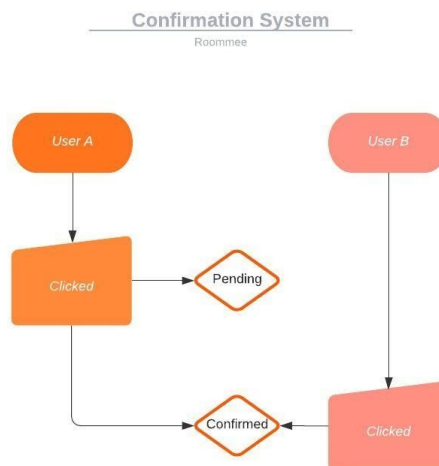 Confirmation System
Roommee
User A
User B
Clicked
Pending
Confirmed
Clicked